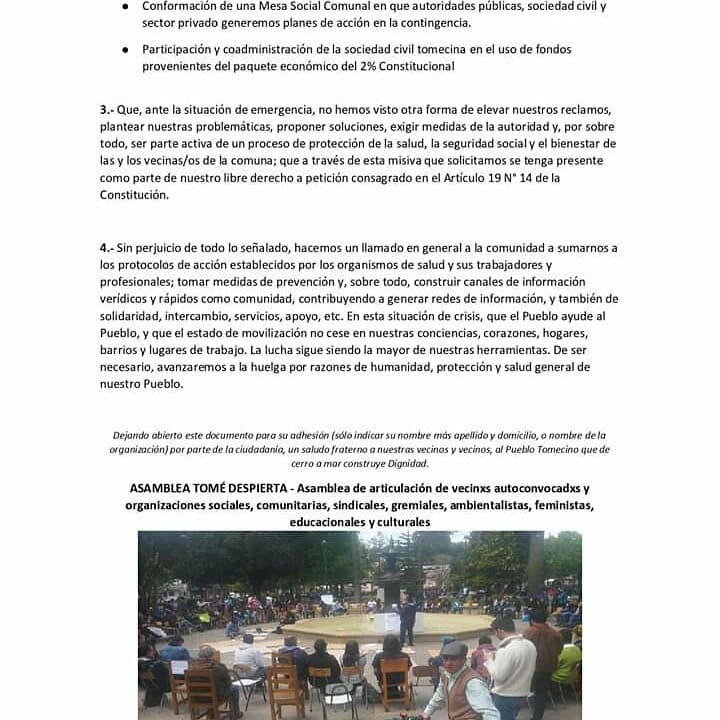 ● Conformación de una Mesa Social Comunal en que autoridades públicas, sociedad civil y
sector privado generemos planes de acción en la contingencia.
● Participación y coadministración de la sociedad civil tomecina en el uso de fondos
provenientes del paquete económico del 2% Constitucional
3.- Que, ante la situación de emergencia, no hemos visto otra forma de elevar nuestros reclamos,
plantear nuestras problemáticas, proponer soluciones, exigir medidas de la autoridad y, por sobre
todo, ser parte activa de un proceso de protección de la salud, la seguridad social y el bienestar de
las y los vecinas/os de la comuna; que a través de esta misiva que solicitamos se tenga presente
como parte de nuestro libre derecho a petición consagrado en el Artículo 19 N° 14 de la
Constitución.
4.- Sin perjuicio de todo lo señalado, hacemos un llamado en general a la comunidad a sumarnos a
los protocolos de acción establecidos por los organismos de salud y sus trabajadores y
profesionales; tomar medidas de prevención y, sobre todo, construir canales de información
verídicos y rápidos como comunidad, contribuyendo a generar redes de información, y también de
solidaridad, intercambio, servicios, apoyo, etc. En esta situación de crisis, que el Pueblo ayude al
Pueblo, y que el estado de movilización no cese en nuestras conciencias, corazones, hogares,
barrios y lugares de trabajo. La lucha sigue siendo la mayor de nuestras herramientas. De ser
necesario, avanzaremos a la huelga por razones de humanidad, protección y salud general de
nuestro Pueblo.
Dejando abierto este documento para su adhesión (sólo indicar su nombre más apellido y domicilio, o nombre de la
organización) por parte de la ciudadanía, un saludo fraterno a nuestras vecinos y vecinos, al Pueblo Tomecino que de
cerro a mar construye Dignidad.
ASAMBLEA TOMÉ DESPIERTA - Asamblea de articulación de vecinxs autoconvocadxs y
organizaciones sociales, comunitarias, sindicales, gremiales, ambientalistas, feministas,
educacionales y culturales